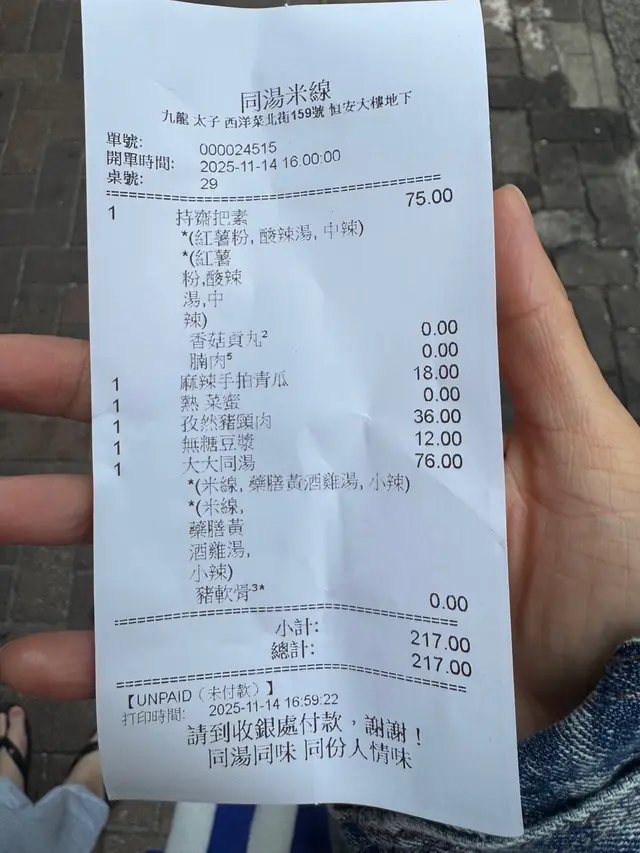 同湯米線
九龍 太子 西洋菜北街159號 恒安大樓地下
單號: 000024515
開單時間: 2025-11-14 16:00:00
桌號: 29
===============================================
1 持齋把素 75.00
*(紅薯粉, 酸辣湯, 中辣)
*(紅薯
粉,酸辣
湯,中
辣)
香菇貢丸² 0.00
腩肉⁵ 0.00
1 麻辣手拍青瓜 18.00
1 熱 菜蜜 0.00
1 孜然豬頸肉 36.00
1 無糖豆漿 12.00
1 大大同湯 76.00
*(米線, 藥膳黃酒雞湯, 小辣)
*(米線,
藥膳黃
酒雞湯,
小辣)
豬軟骨³* 0.00
===============================================
小計: 217.00
總計: 217.00
===============================================
【UNPAID（未付款）】
打印時間: 2025-11-14 16:59:22
請到收銀處付款，謝謝！
同湯同味 同份人情味